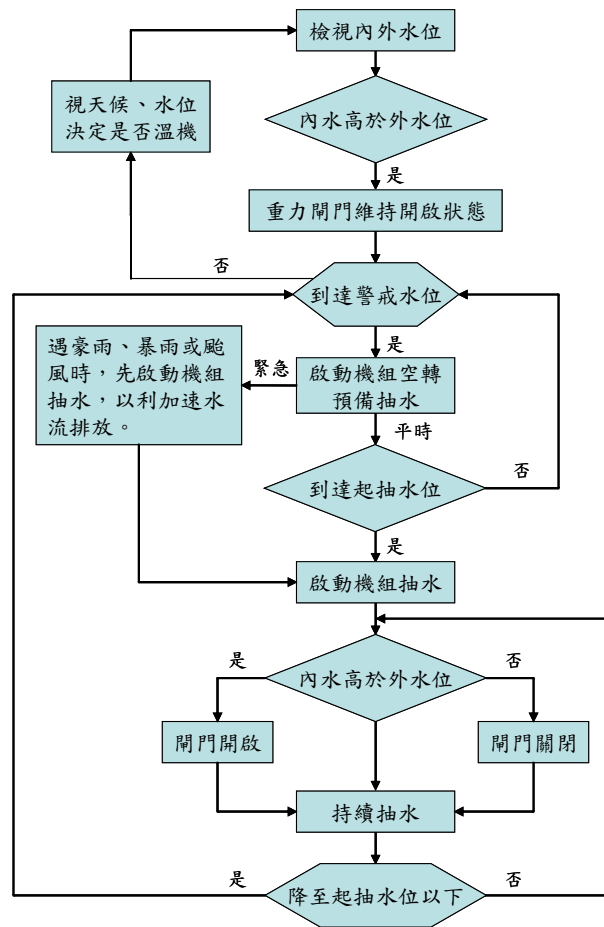 檢視內外水位
視天候、水位
決定是否溫機
內水高於外水位
是
重力閘門維持開啟狀態
否
到達警戒水位
是
遇豪雨、暴雨或颱
風時，先啟動機組
抽水，以利加速水
流排放。
緊急
啟動機組空轉
預備抽水
平時
到達起抽水位
否
是
啟動機組抽水
是
內水高於外水位
否
閘門開啟
閘門關閉
持續抽水
是
降至起抽水位以下
否